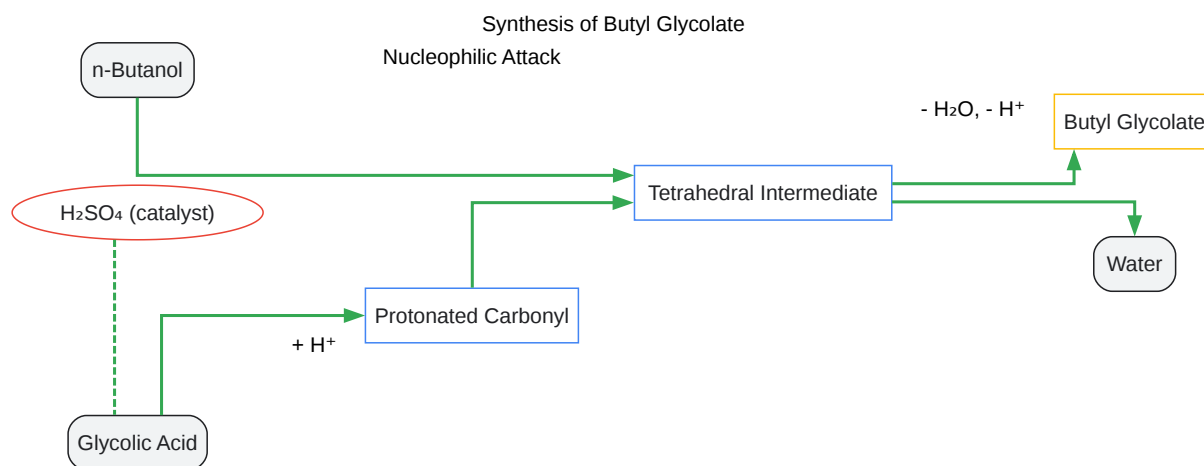 Synthesis of Butyl Glycolate
Nucleophilic Attack
n-Butanol
- H₂O, - H⁺
Butyl Glycolate
Tetrahedral Intermediate
H₂SO₄ (catalyst)
Water
Protonated Carbonyl
+ H⁺
Glycolic Acid